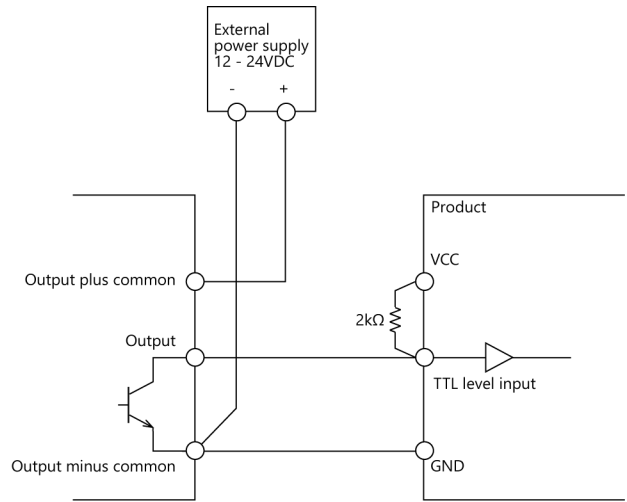 External
power supply
12 - 24VDC
- +
Product
VCC
Output plus common
2kΩ
Output
TTL level input
Output minus common
GND